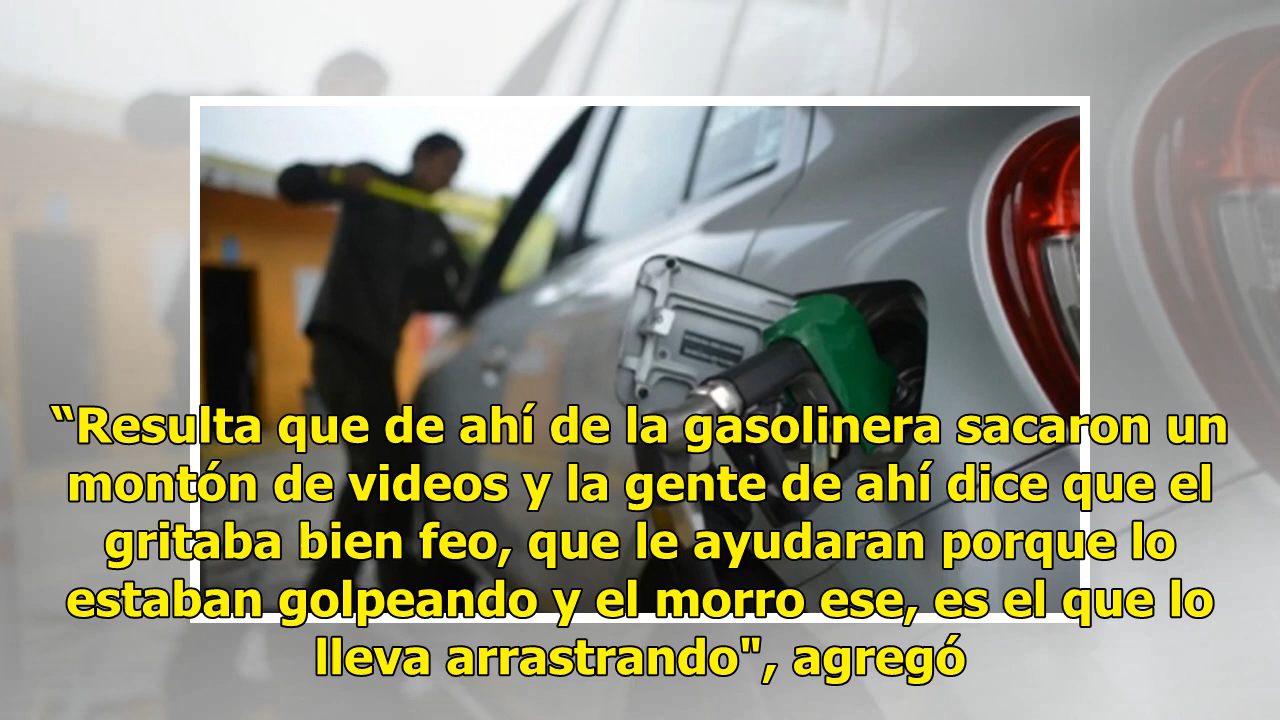 “Resulta que de ahí de la gasolinera sacaron un
montón de videos y la gente de ahí dice que el
gritaba bien feo, que le ayudaran porque lo
estaban golpeando y el morro ese, es el que lo
lleva arrastrando", agregó